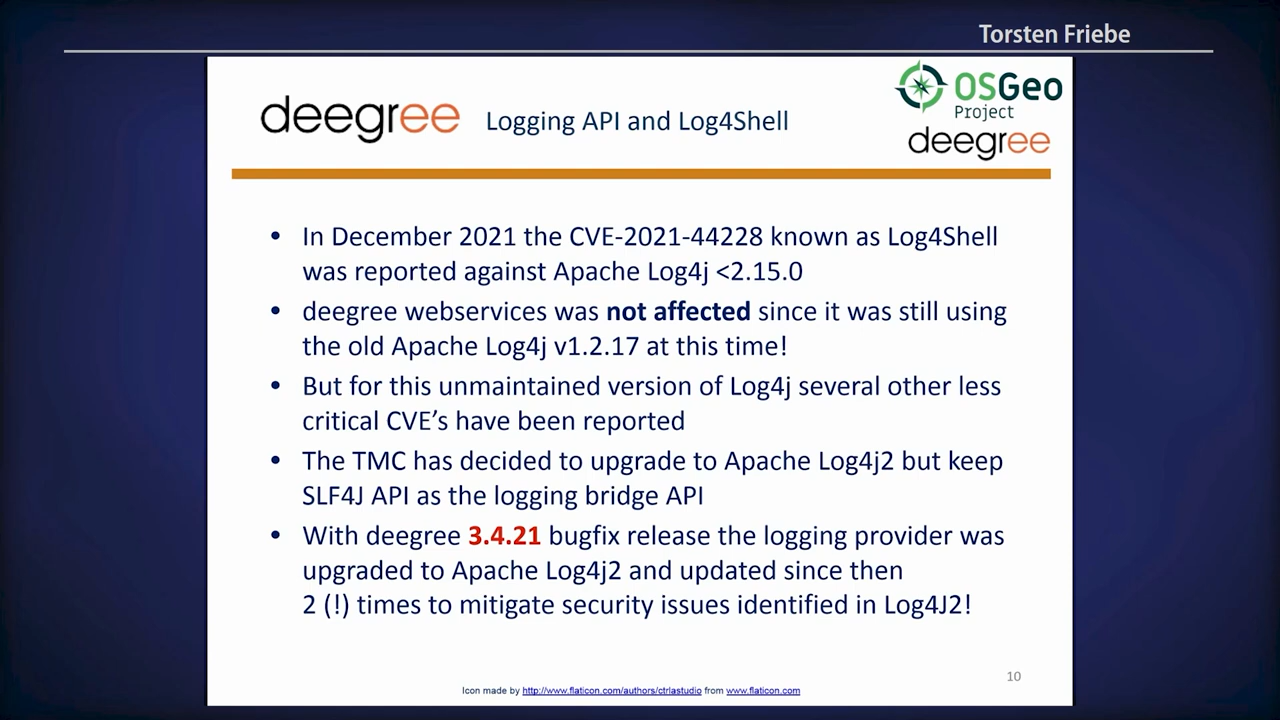 Torsten Friebe
deegree Logging API and Log4Shell
OSGeo
Project
deegree
• In December 2021 the CVE-2021-44228 known as Log4Shell
was reported against Apache Log4j <2.15.0
• deegree webservices was not affected since it was still using
the old Apache Log4j v1.2.17 at this time!
• But for this unmaintained version of Log4j several other less
critical CVE’s have been reported
• The TMC has decided to upgrade to Apache Log4j2 but keep
SLF4J API as the logging bridge API
• With deegree 3.4.21 bugfix release the logging provider was
upgraded to Apache Log4j2 and updated since then
2 (!) times to mitigate security issues identified in Log4J2!
10
Icon made by http://www.flaticon.com/authors/ctrlastudio from www.flaticon.com